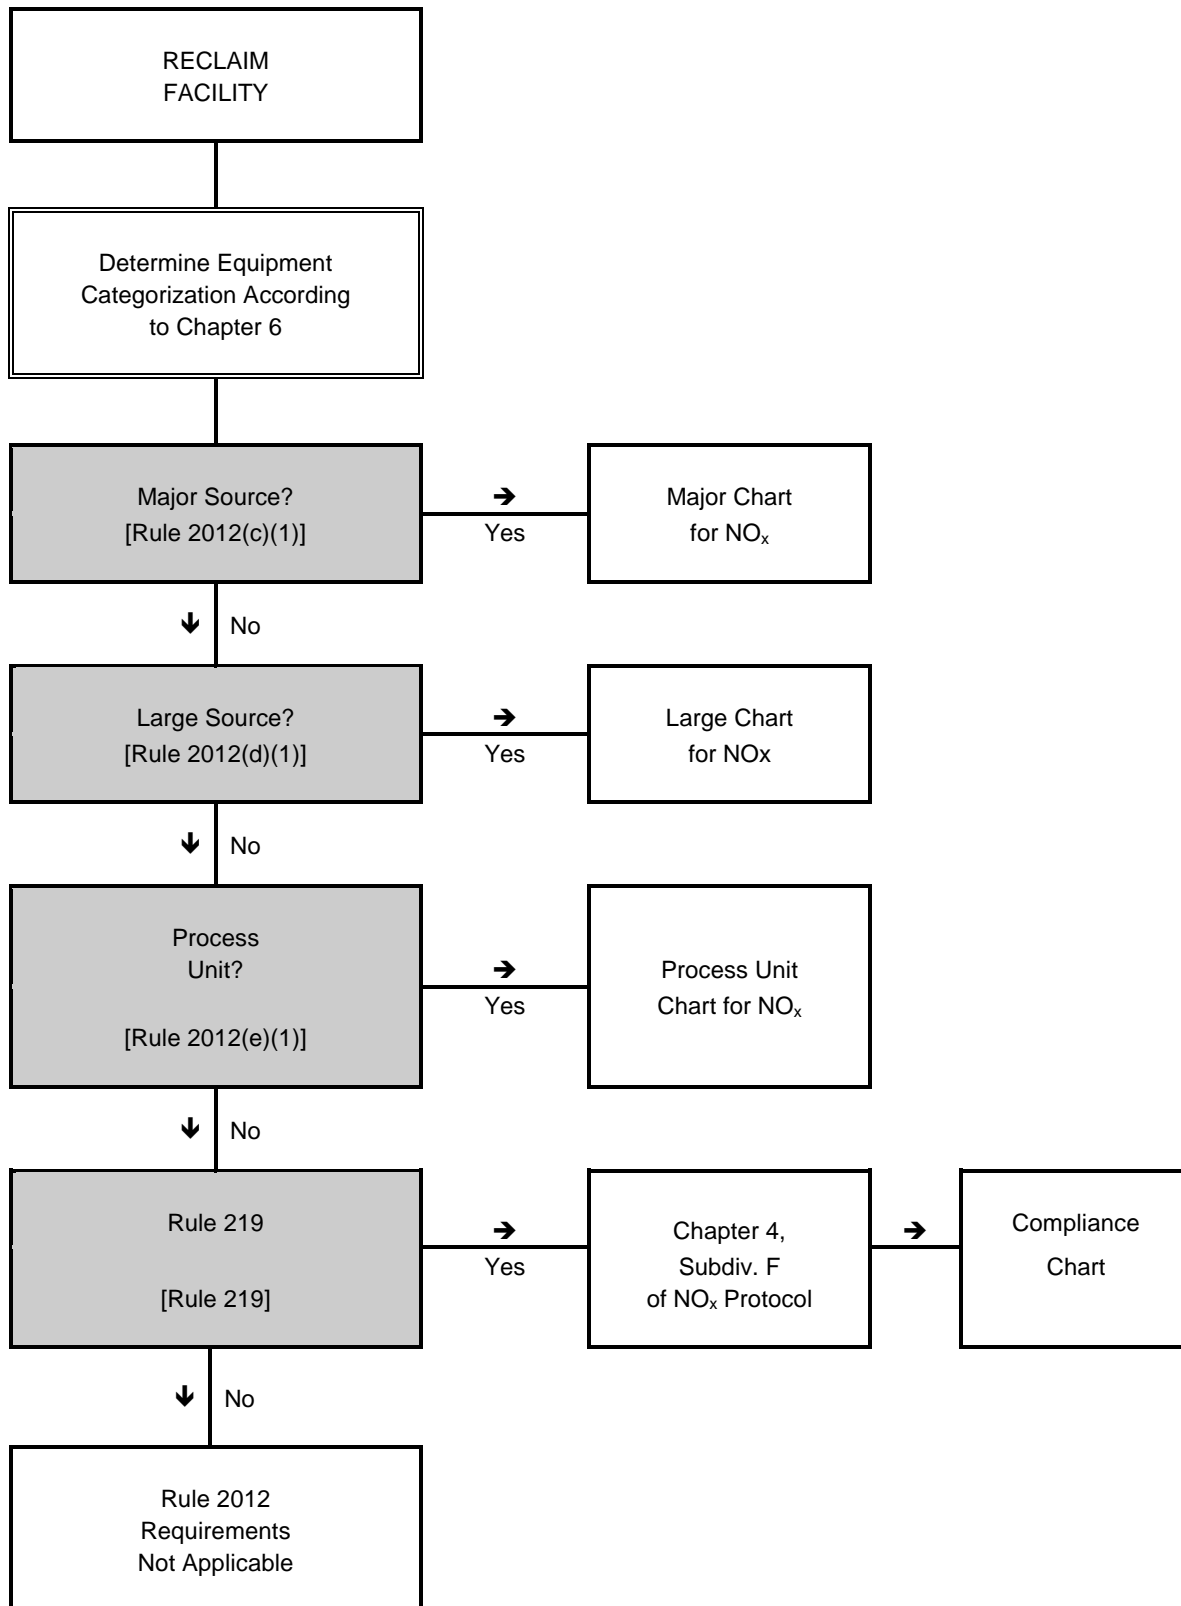 RECLAIM
FACILITY
Determine Equipment
Categorization According
to Chapter 6
Major Source?
[Rule 2012(c)(1)]
➔
Yes
Major Chart
for NOₓ
No
Large Source?
[Rule 2012(d)(1)]
➔
Yes
Large Chart
for NOx
No
Process
Unit?
[Rule 2012(e)(1)]
➔
Yes
Process Unit
Chart for NOₓ
No
Rule 219
[Rule 219]
➔
Yes
Chapter 4,
Subdiv. F
of NOₓ Protocol
➔
Compliance
Chart
No
Rule 2012
Requirements
Not Applicable